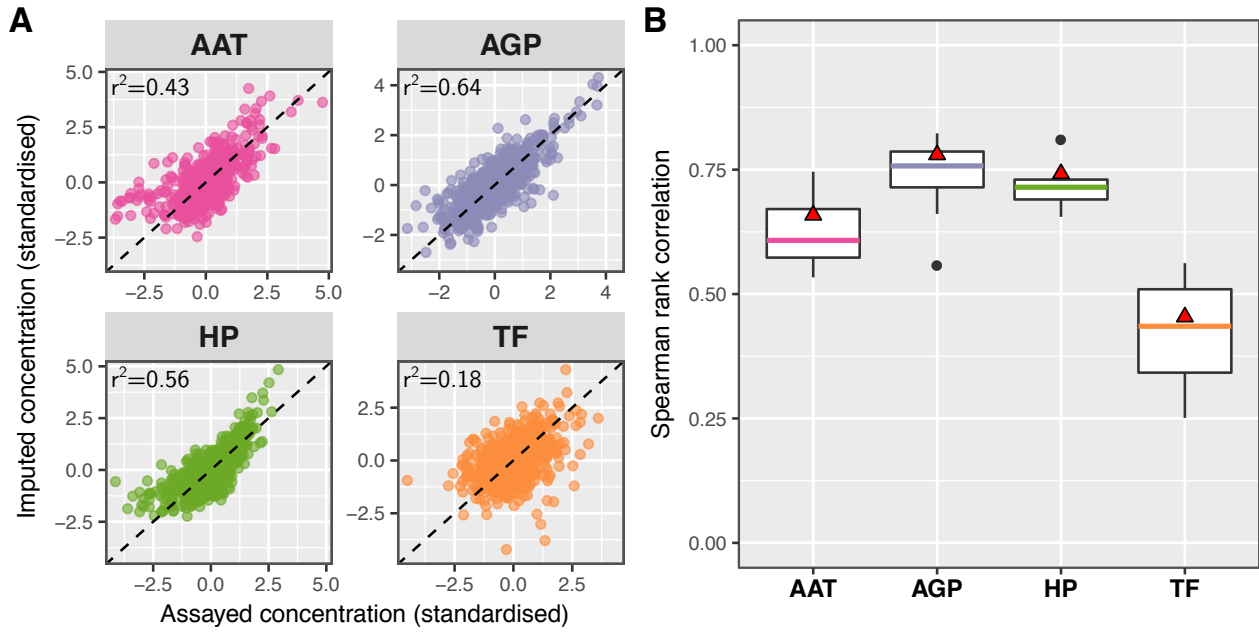 A
AAT
r²=0.43
5.0
2.5
0.0
−2.5
−2.5
0.0
2.5
5.0
AGP
r²=0.64
4
2
0
−2
−2
0
2
4
HP
r²=0.56
5.0
2.5
0.0
−2.5
−2.5
0.0
2.5
5.0
TF
r²=0.18
2.5
0.0
−2.5
−2.5
0.0
2.5
Imputed concentration (standardised)
Assayed concentration (standardised)
B
Spearman rank correlation
1.00
0.75
0.50
0.25
0.00
AAT
AGP
HP
TF